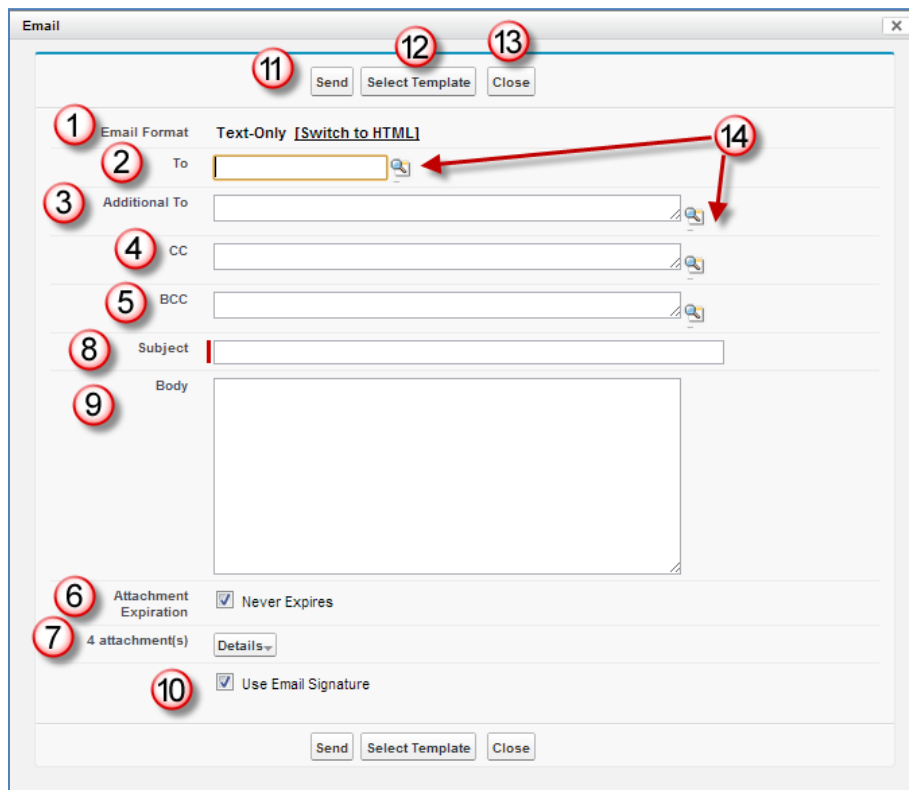 Email
11 Send 12 Select Template 13 Close
1 Email Format Text-Only [Switch to HTML]
14
2 To
3 Additional To
4 CC
5 BCC
8 Subject
9 Body
6 Attachment
Expiration Never Expires
7 4 attachment(s) Details
10 Use Email Signature
Send Select Template Close